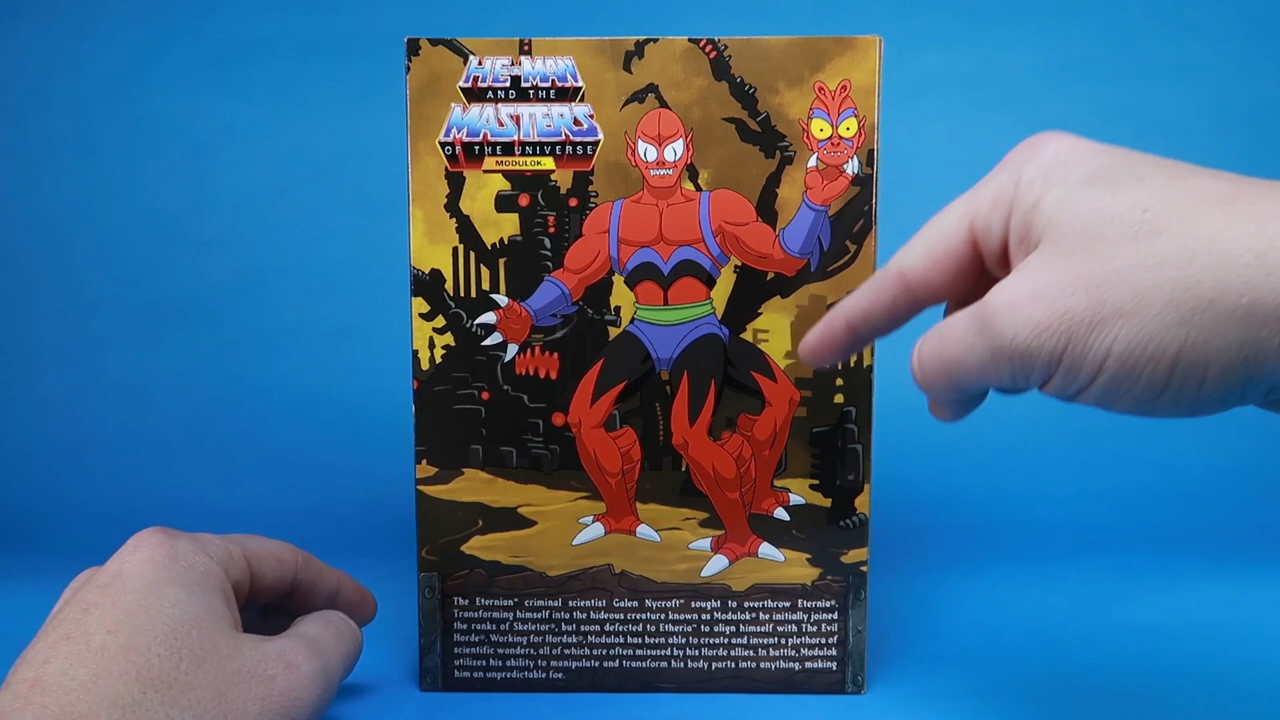 HE-MAN
AND THE
MASTERS
OF THE UNIVERSE
MODULOK®
The Eternian™ criminal scientist Galen Nycroft™ sought to overthrow Eternia®.
Transforming himself into the hideous creature known as Modulok® he initially joined
the ranks of Skeletor®, but soon defected to Etheria™ to align himself with The Evil
Horde®. Working for Hordak®, Modulok has been able to create and invent a plethora of
scientific wonders, all of which are often misused by his Horde allies. In battle, Modulok
utilizes his ability to manipulate and transform his body parts into anything, making
him an unpredictable foe.